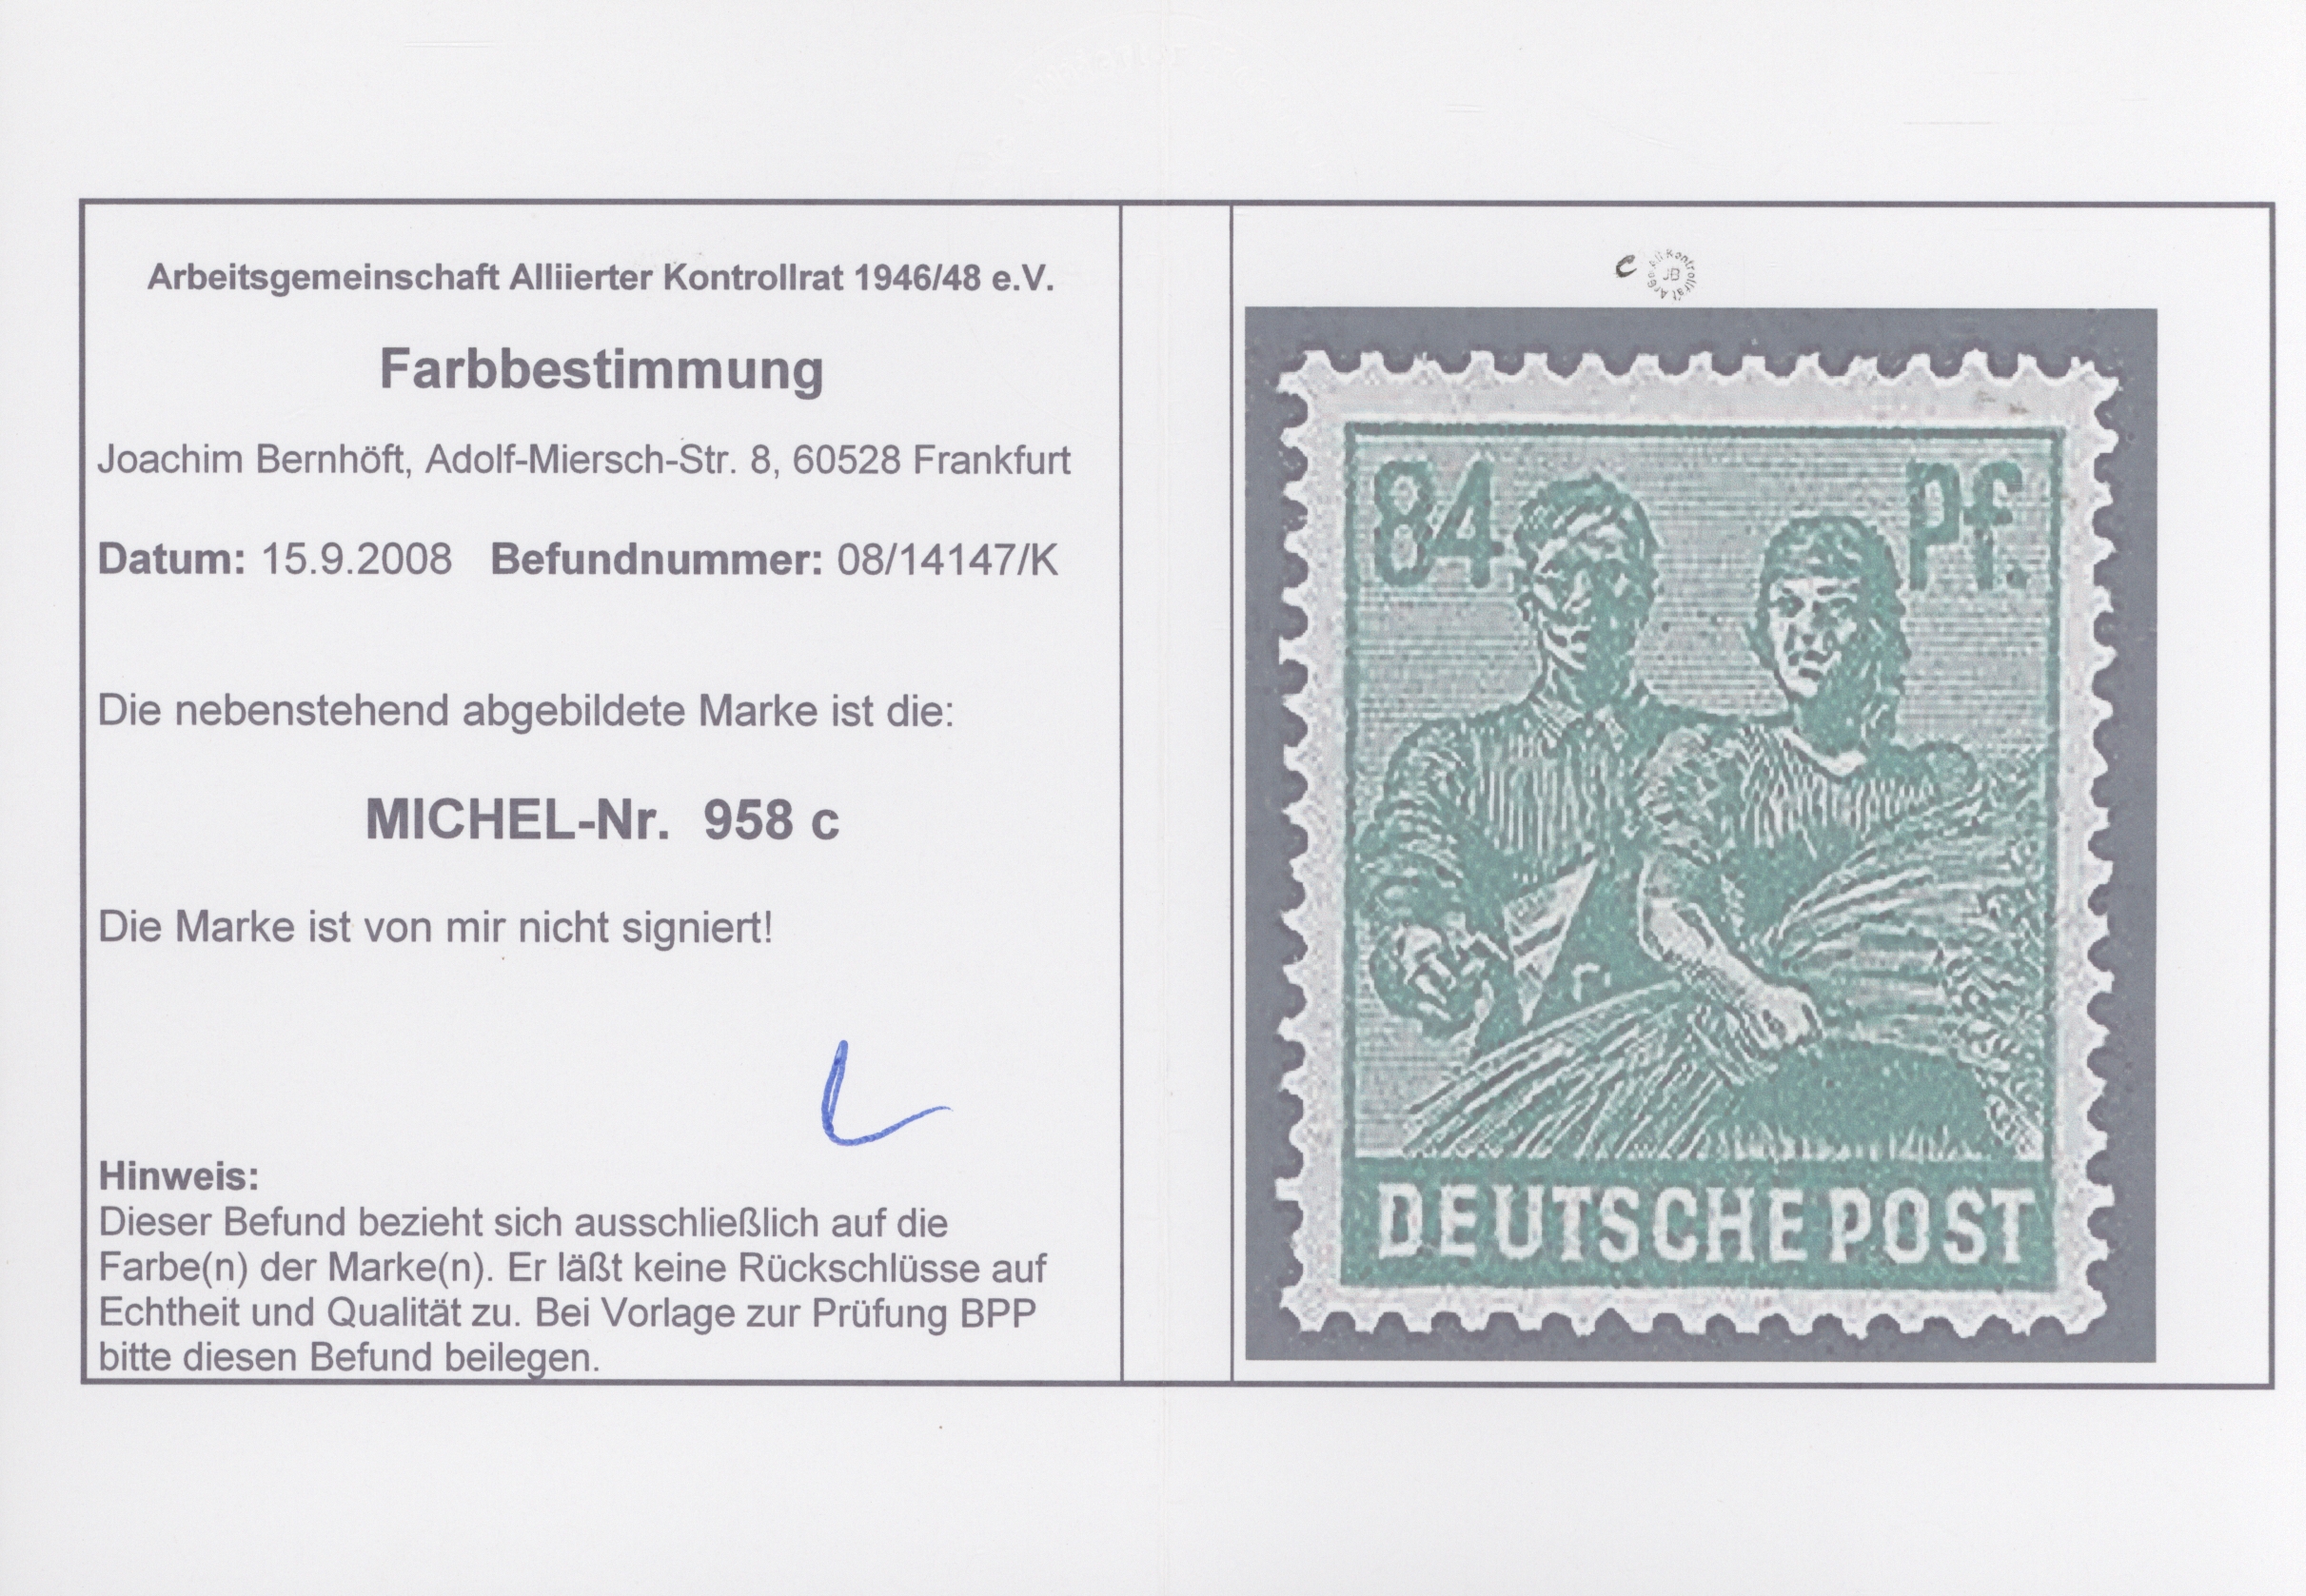 Arbeitsgemeinschaft Alliierter Kontrollrat 1946/48 e.V.
Farbbestimmung
Joachim Bernhöft, Adolf-Miersch-Str. 8, 60528 Frankfurt
Datum: 15.9.2008 Befundnummer: 08/14147/K
Die nebenstehend abgebildete Marke ist die:
MICHEL-Nr. 958 c
Die Marke ist von mir nicht signiert!
Hinweis:
Dieser Befund bezieht sich ausschließlich auf die
Farbe(n) der Marke(n). Er läßt keine Rückschlüsse auf
Echtheit und Qualität zu. Bei Vorlage zur Prüfung BPP
bitte diesen Befund beilegen.
c
JB
Kontrollrat
84 Pf.
DEUTSCHE POST